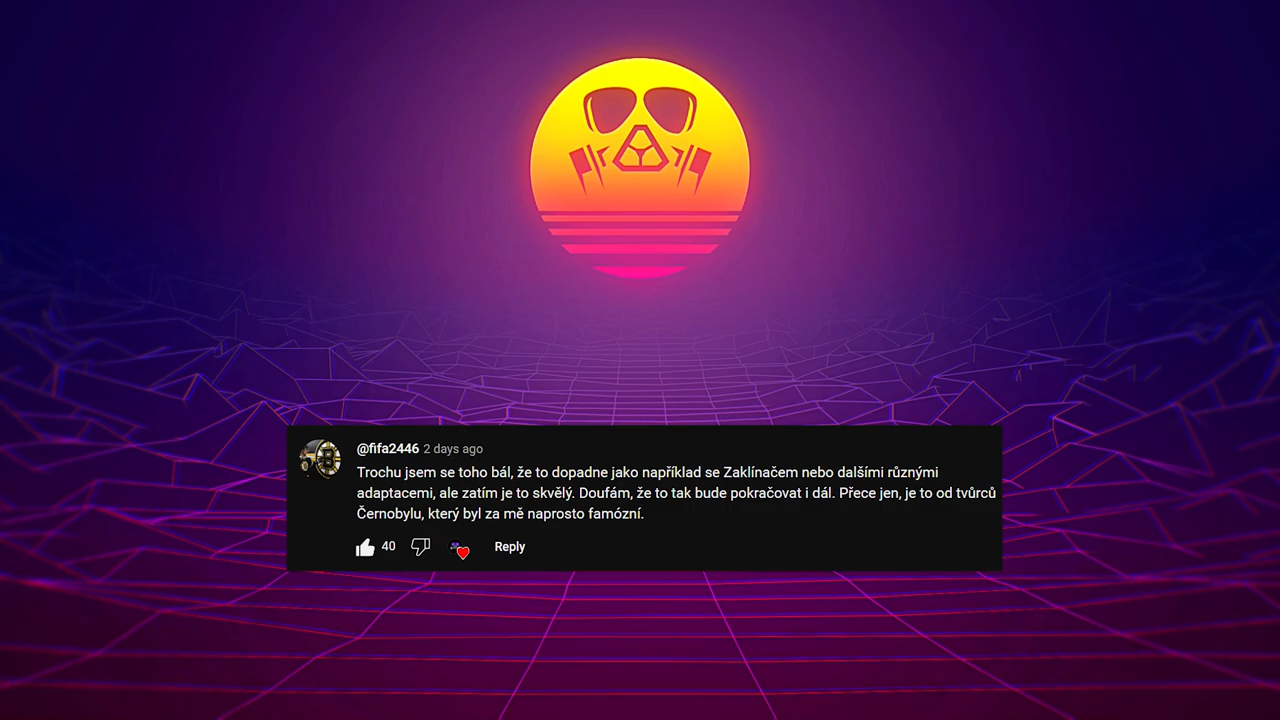 @fifa2446 2 days ago
Trochu jsem se toho bál, že to dopadne jako například se Zaklínačem nebo dalšími různými
adaptacemi, ale zatím je to skvělý. Doufám, že to tak bude pokračovat i dál. Přece jen, je to od tvůrců
Černobylu, který byl za mě naprosto famózní.
40 Reply